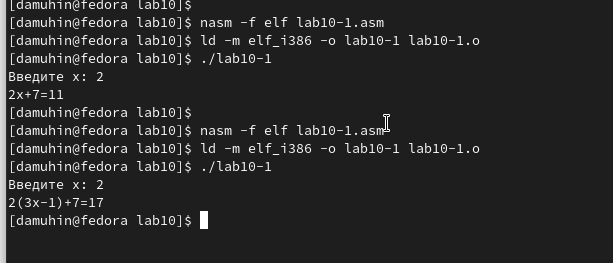 [damuhin@fedora lab10]$
[damuhin@fedora lab10]$ nasm -f elf lab10-1.asm
[damuhin@fedora lab10]$ ld -m elf_i386 -o lab10-1 lab10-1.o
[damuhin@fedora lab10]$ ./lab10-1
Введите x: 2
2x+7=11
[damuhin@fedora lab10]$
[damuhin@fedora lab10]$ nasm -f elf lab10-1.asm
[damuhin@fedora lab10]$ ld -m elf_i386 -o lab10-1 lab10-1.o
[damuhin@fedora lab10]$ ./lab10-1
Введите x: 2
2(3x-1)+7=17
[damuhin@fedora lab10]$